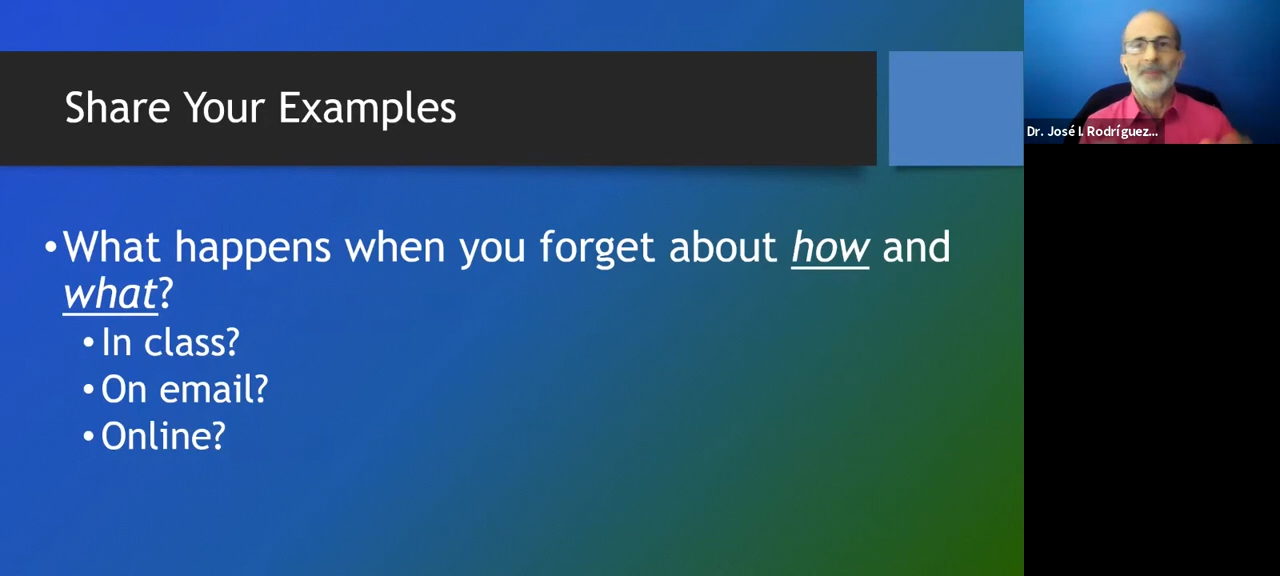 Share Your Examples
•What happens when you forget about how and
what?
•In class?
•On email?
•Online?
Dr. José I. Rodríguez...